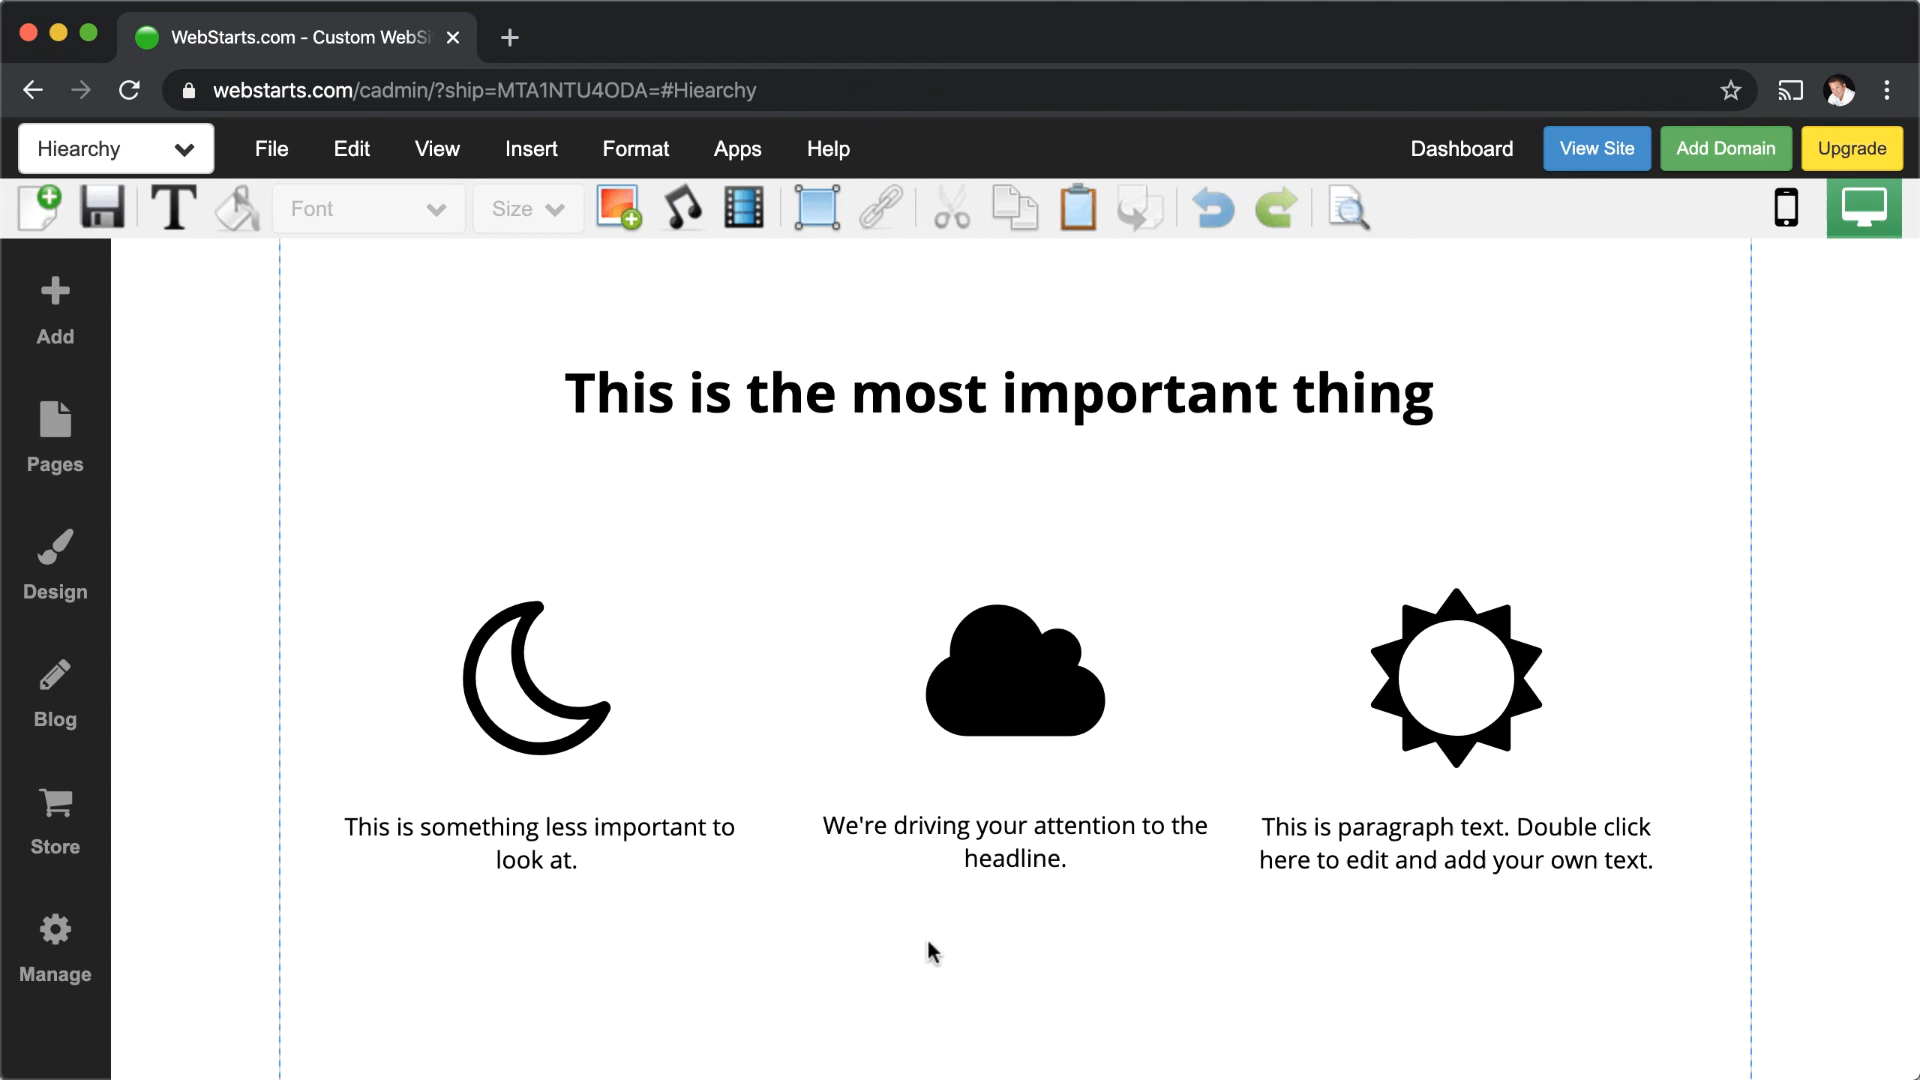 WebStarts.com - Custom WebSi
webstarts.com/cadmin/?ship=MTA1NTU4ODA=#Hiearchy
Hiearchy File Edit View Insert Format Apps Help Dashboard View Site Add Domain Upgrade
T Font Size
Add
Pages
Design
Blog
Store
Manage
This is the most important thing
This is something less important to
look at.
We're driving your attention to the
headline.
This is paragraph text. Double click
here to edit and add your own text.